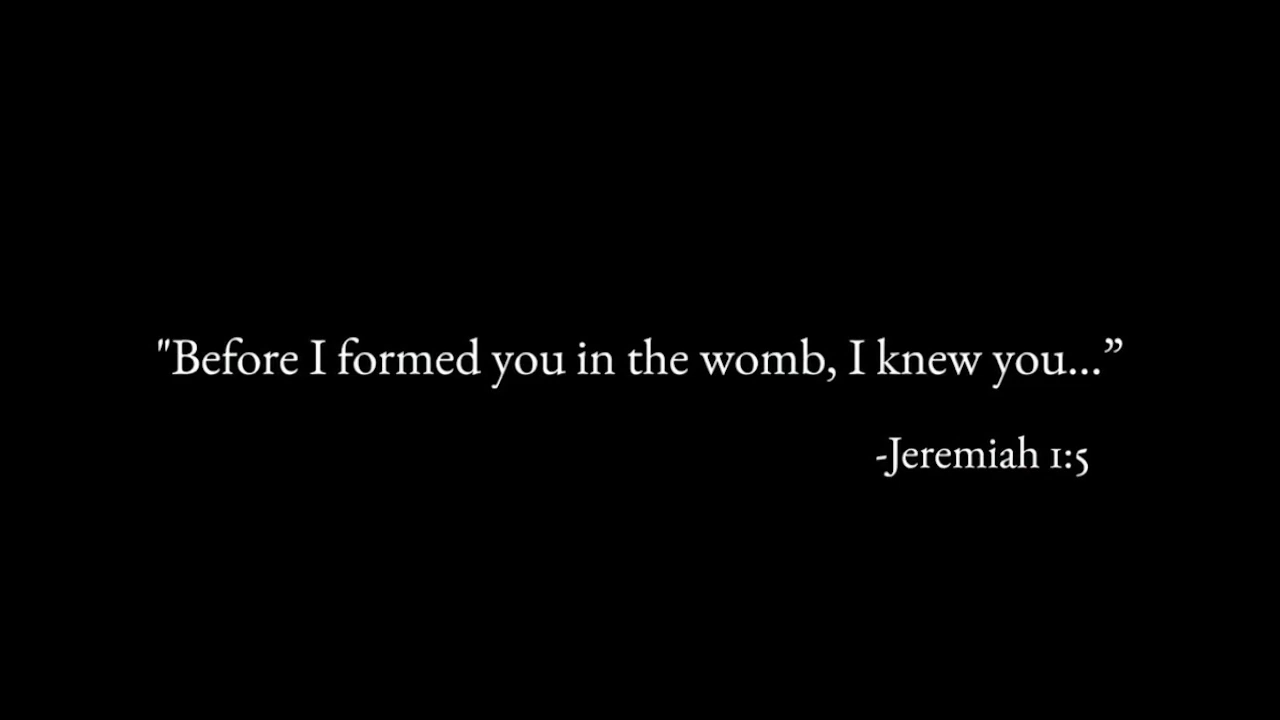 "Before I formed you in the womb, I knew you...”
-Jeremiah 1:5